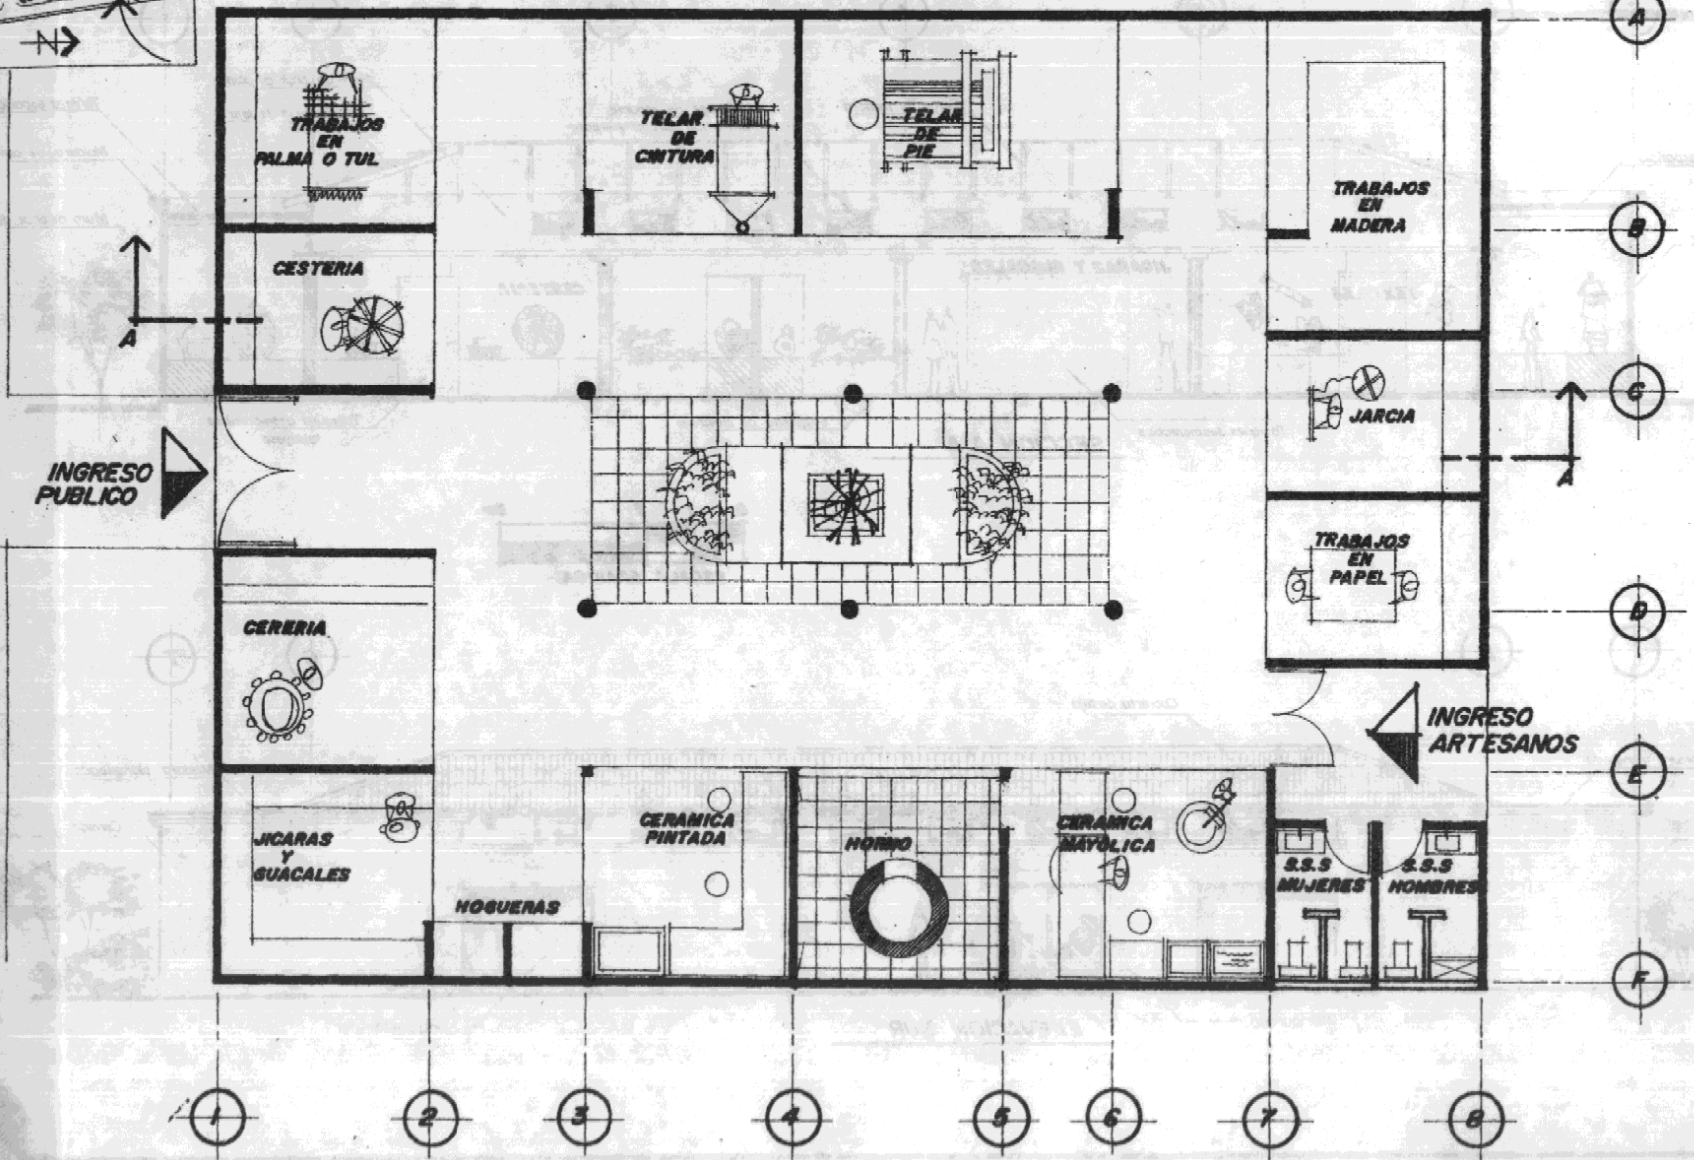 N
A
TRABAJOS
EN
PALMA O TUL
TELAR
DE
CINTURA
TELAR
DE
PIE
TRABAJOS
EN
MADERA
B
CESTERIA
A
C
JARCIA
A
INGRESO
PUBLICO
TRABAJOS
EN
PAPEL
D
CERERIA
INGRESO
ARTESANOS
E
JICARAS
Y
GUACALES
HOGUERAS
CERAMICA
PINTADA
HORNO
CERAMICA
MAYOLICA
S.S.S
MUJERES
S.S.S
HOMBRES
F
1
2
3
4
5
6
7
8